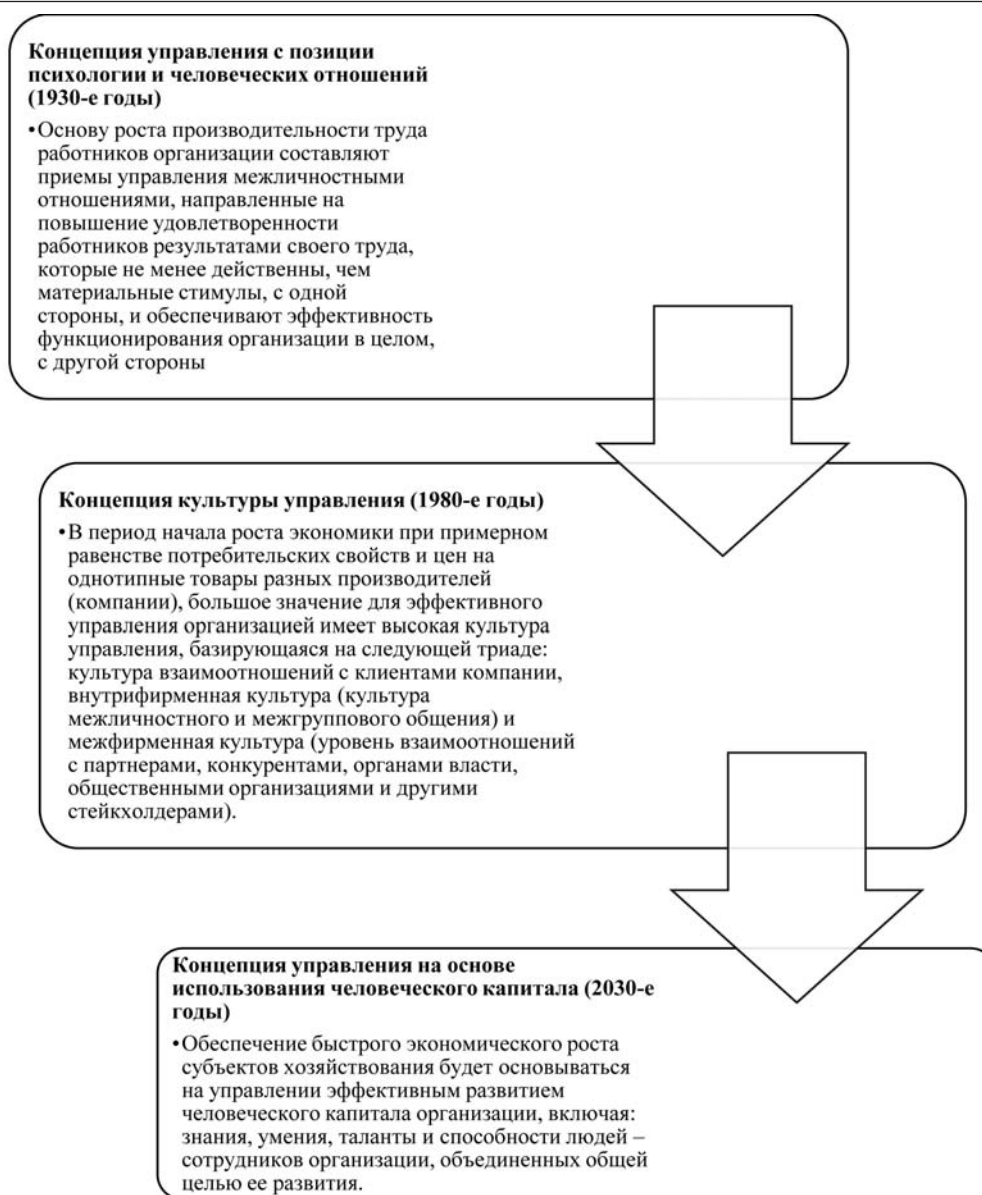 Концепция управления с позиции
психологии и человеческих отношений
(1930-е годы)
•Основу роста производительности труда
работников организации составляют
приемы управления межличностными
отношениями, направленные на
повышение удовлетворенности
работников результатами своего труда,
которые не менее действенны, чем
материальные стимулы, с одной
стороны, и обеспечивают эффективность
функционирования организации в целом,
с другой стороны
Концепция культуры управления (1980-е годы)
•В период начала роста экономики при примерном
равенстве потребительских свойств и цен на
однотипные товары разных производителей
(компании), большое значение для эффективного
управления организацией имеет высокая культура
управления, базирующаяся на следующей триаде:
культура взаимоотношений с клиентами компании,
внутрифирменная культура (культура
межличностного и межгруппового общения) и
межфирменная культура (уровень взаимоотношений
с партнерами, конкурентами, органами власти,
общественными организациями и другими
стейкхолдерами).
Концепция управления на основе
использования человеческого капитала (2030-е
годы)
•Обеспечение быстрого экономического роста
субъектов хозяйствования будет основываться
на управлении эффективным развитием
человеческого капитала организации, включая:
знания, умения, таланты и способности людей –
сотрудников организации, объединенных общей
целью ее развития.